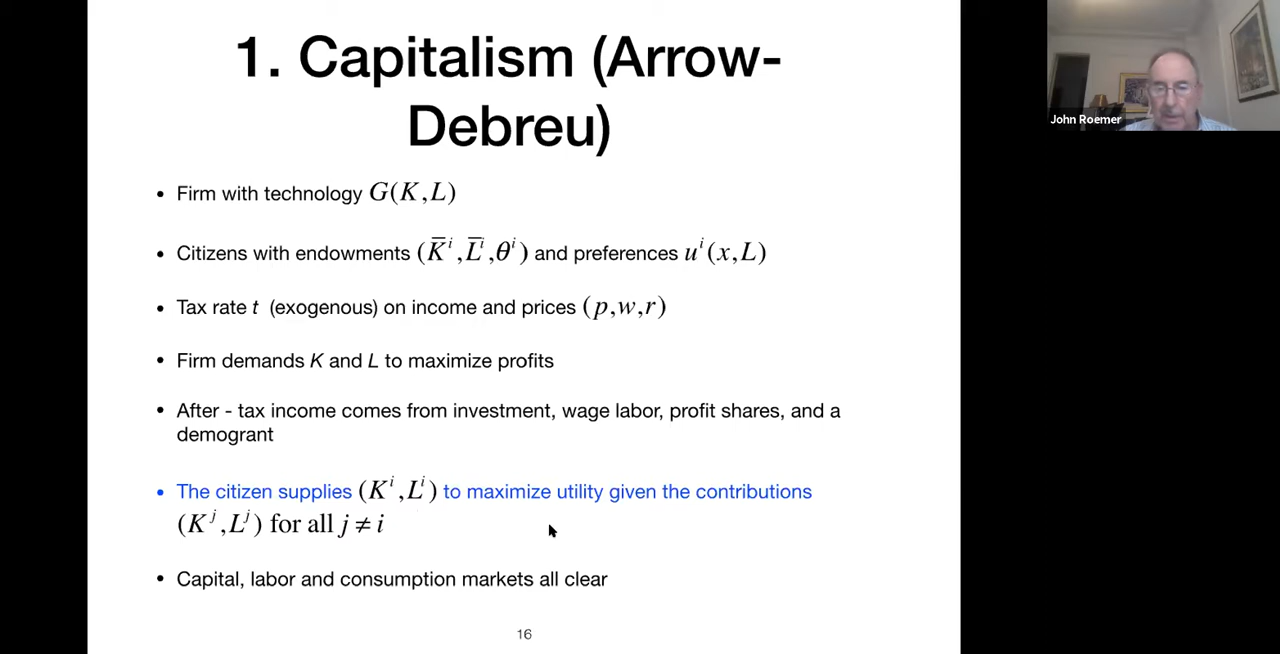 1. Capitalism (Arrow-
Debreu)
John Roemer
• Firm with technology G(K,L)
• Citizens with endowments (K̅ⁱ,L̅ⁱ,θⁱ) and preferences uⁱ(x,L)
• Tax rate t (exogenous) on income and prices (p,w,r)
• Firm demands K and L to maximize profits
• After - tax income comes from investment, wage labor, profit shares, and a
demogrant
• The citizen supplies (Kⁱ,Lⁱ) to maximize utility given the contributions
(Kʲ,Lʲ) for all j ≠ i
• Capital, labor and consumption markets all clear
16